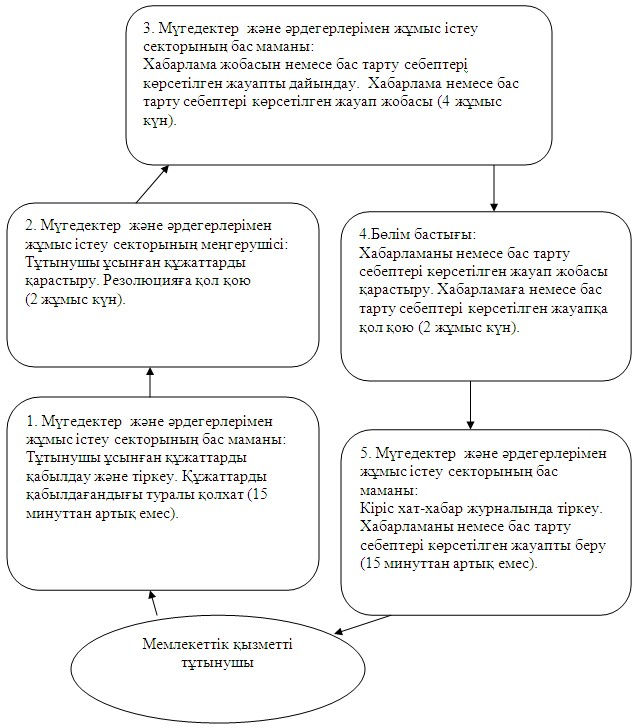 3. Мүгедектер  және әрдегерлерімен жұмыс істеу
секторының бас маманы:
Хабарлама жобасын немесе бас тарту себептері
көрсетілген жауапты дайындау.  Хабарлама немесе бас
тарту себептері көрсетілген жауап жобасы (4 жұмыс
күн).
2. Мүгедектер  және әрдегерлерімен
жұмыс істеу секторының меңгерушісі:
Тұтынушы ұсынған құжаттарды
қарастыру. Резолюцияға қол қою
(2 жұмыс күн).
4.Бөлім бастығы:
Хабарламаны немесе бас тарту
себептері көрсетілген жауап жобасы
қарастыру. Хабарламаға немесе бас
тарту себептері көрсетілген жауапқа
қол қою (2 жұмыс күн).
1. Мүгедектер  және әрдегерлерімен
жұмыс істеу секторының бас маманы:
Тұтынушы ұсынған құжаттарды
қабылдау және тіркеу. Құжаттарды
қабылдағандығы туралы қолхат (15
минуттан артық емес).
5. Мүгедектер  және әрдегерлерімен
жұмыс істеу секторының бас
маманы:
Кіріс хат-хабар журналында тіркеу.
Хабарламаны немесе бас тарту
себептері көрсетілген жауапты беру
(15 минуттан артық емес).
Мемлекеттік қызметті
тұтынушы